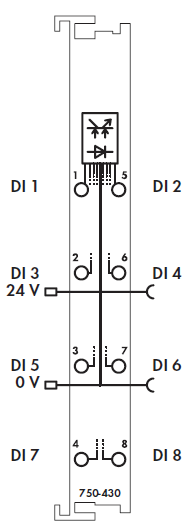 1 5
DI 1 DI 2
2 6
DI 3 DI 4
24 V
3 7
DI 5 DI 6
0 V
4 8
DI 7 DI 8
750-430